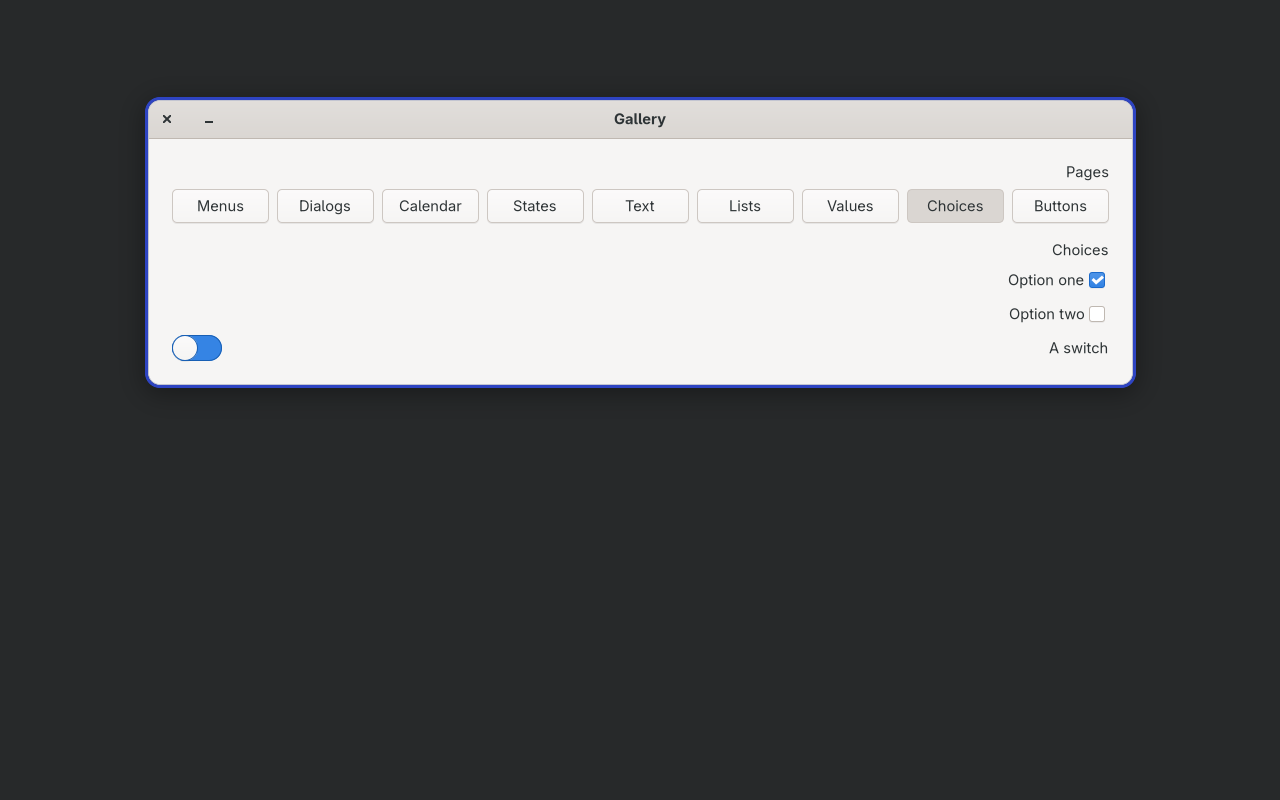 Gallery
Pages
Menus Dialogs Calendar States Text Lists Values Choices Buttons
Choices
Option one
Option two
A switch